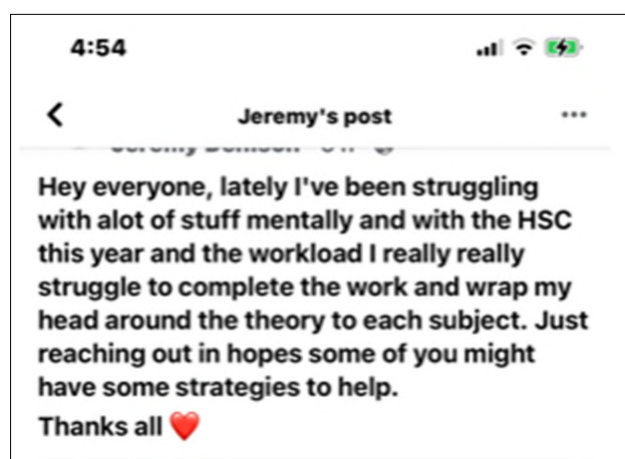 4:54
Jeremy's post
Hey everyone, lately I've been struggling
with alot of stuff mentally and with the HSC
this year and the workload I really really
struggle to complete the work and wrap my
head around the theory to each subject. Just
reaching out in hopes some of you might
have some strategies to help.
Thanks all ❤️